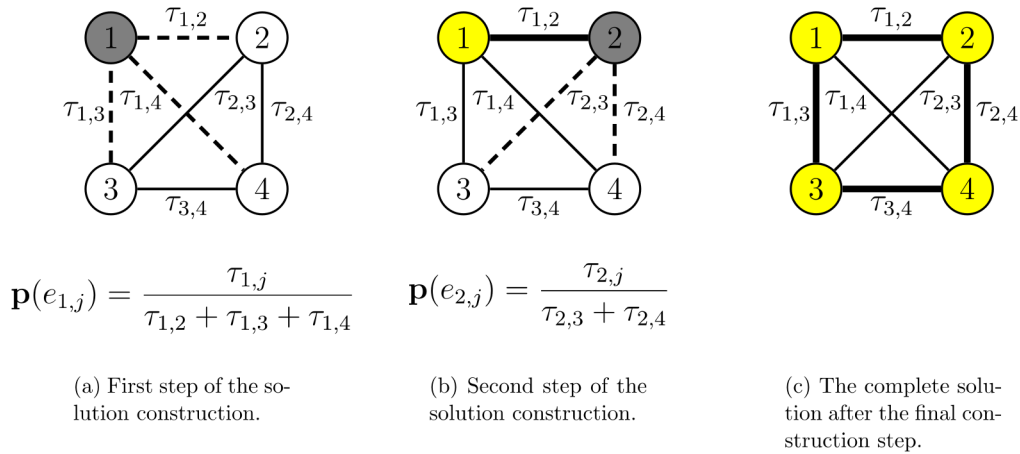 1 τ1,2 2
τ1,3 τ1,4 τ2,3 τ2,4
3 τ3,4 4
p(e1,j) = τ1,j / (τ1,2 + τ1,3 + τ1,4)
(a) First step of the so-
lution construction.
1 τ1,2 2
τ1,3 τ1,4 τ2,3 τ2,4
3 τ3,4 4
p(e2,j) = τ2,j / (τ2,3 + τ2,4)
(b) Second step of the
solution construction.
1 τ1,2 2
τ1,3 τ1,4 τ2,3 τ2,4
3 τ3,4 4
(c) The complete solu-
tion after the final con-
struction step.